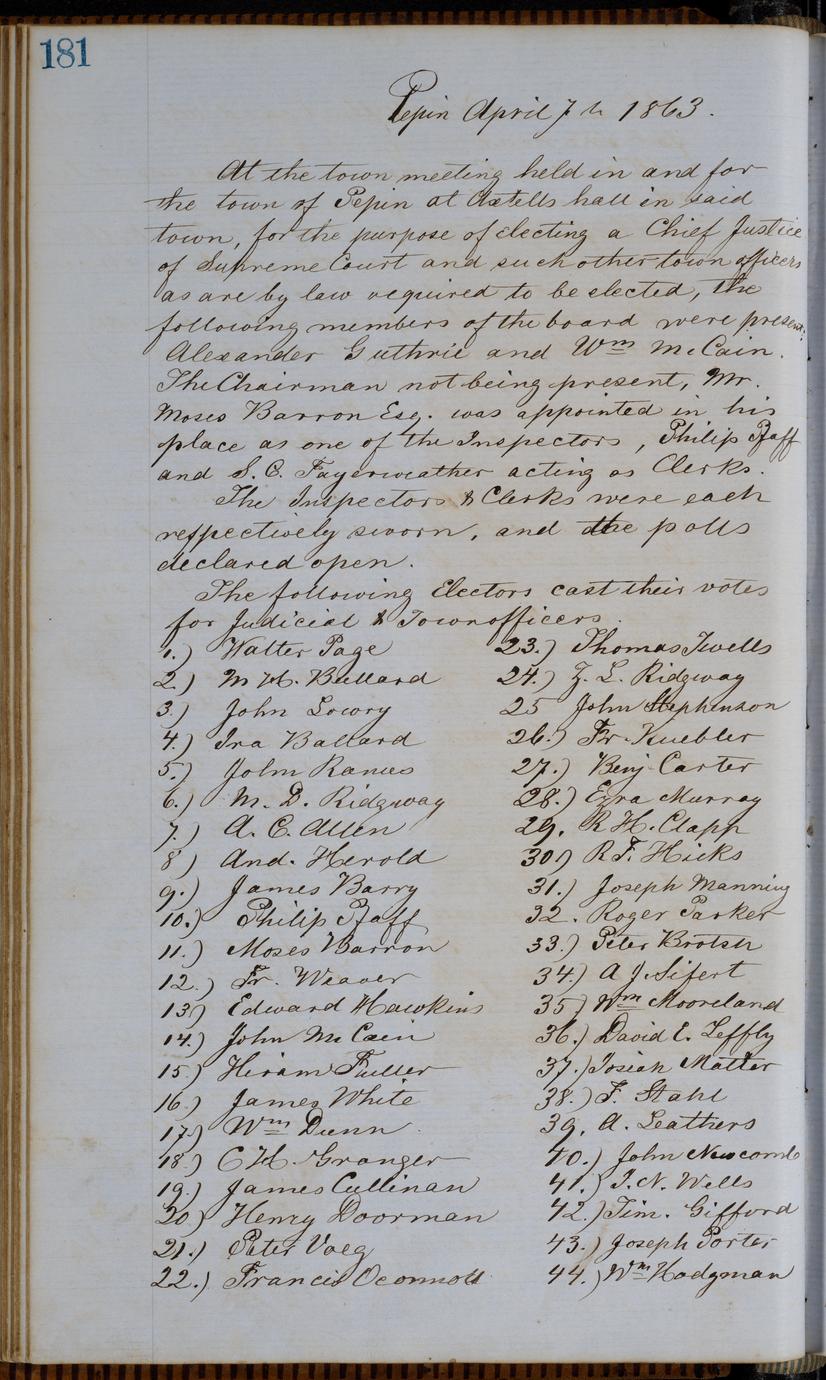 181
Pepin April 7th 1863.
At the town meeting held in and for
the town of Pepin at Axtells hall in said
town, for the purpose of electing a Chief Justice
of Supreme Court and such other town officers
as are by law required to be elected, the
following members of the board were present:
Alexander Guthrie and Wm McCain.
The Chairman not being present, Mr.
Moses Barron Esq. was appointed in his
place as one of the Inspectors, Philip Pfaff
and S. E. Fayerweather acting as Clerks.
The Inspectors & Clerks were each
respectively sworn, and the polls
declared open.
The following Electors cast their votes
for Judicial & Town officers.
1.) Walter Page
2.) M H. Bullard
3.) John Lowry
4.) Ira Ballard
5.) John Ranes
6.) M. D. Ridgway
7.) A. C. Allen
8) And. Herold
9.) James Barry
10.) Philip Pfaff
11.) Moses Barron
12.) Fr. Weaver
13) Edward Hawkins
14.) John McCain
15.) Hiram Fuller
16.) James White
17.) Wm Dunn
18.) C H. Granger
19.) James Cullinan
20.) Henry Doorman
21.) Peter Voeg
22.) Francis Oconnoll
23.) Thomas Twells
24.) Z. L. Ridgway
25 John Stephenson
26.) Fr. Kuebler
27.) Benj. Carter
28.) Ezra Murray
29. R H. Clapp
30.) R F. Hicks
31.) Joseph Manning
32. Roger Parker
33.) Peter Brotsh
34.) A J. Sifert
35) Wm Mooreland
36.) David E. Leffly
37.) Josiah Matter
38.) F. Stahl
39. A. Leathers
40.) John Newcomb
41.) T. N. Wells
42.) Tim. Gifford
43.) Joseph Porter
44.) Wm Hodgman